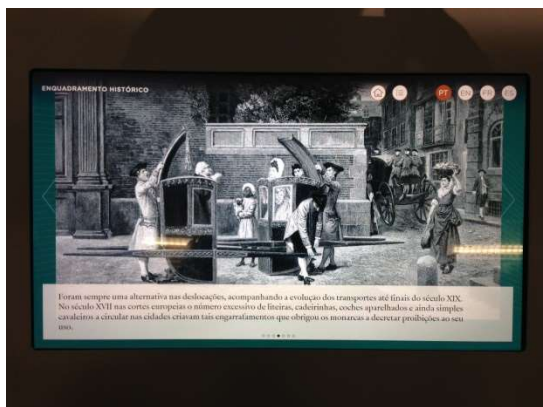 ENQUADRAMENTO HISTÓRICO
PT EN FR ES
Foram sempre uma alternativa nas deslocações, acompanhando a evolução dos transportes até finais do século XIX.
No século XVII nas cortes europeias o número excessivo de liteiras, cadeirinhas, coches aparelhados e ainda simples
cavaleiros a circular nas cidades criavam tais engarrafamentos que obrigou os monarcas a decretar proibições ao seu
uso.